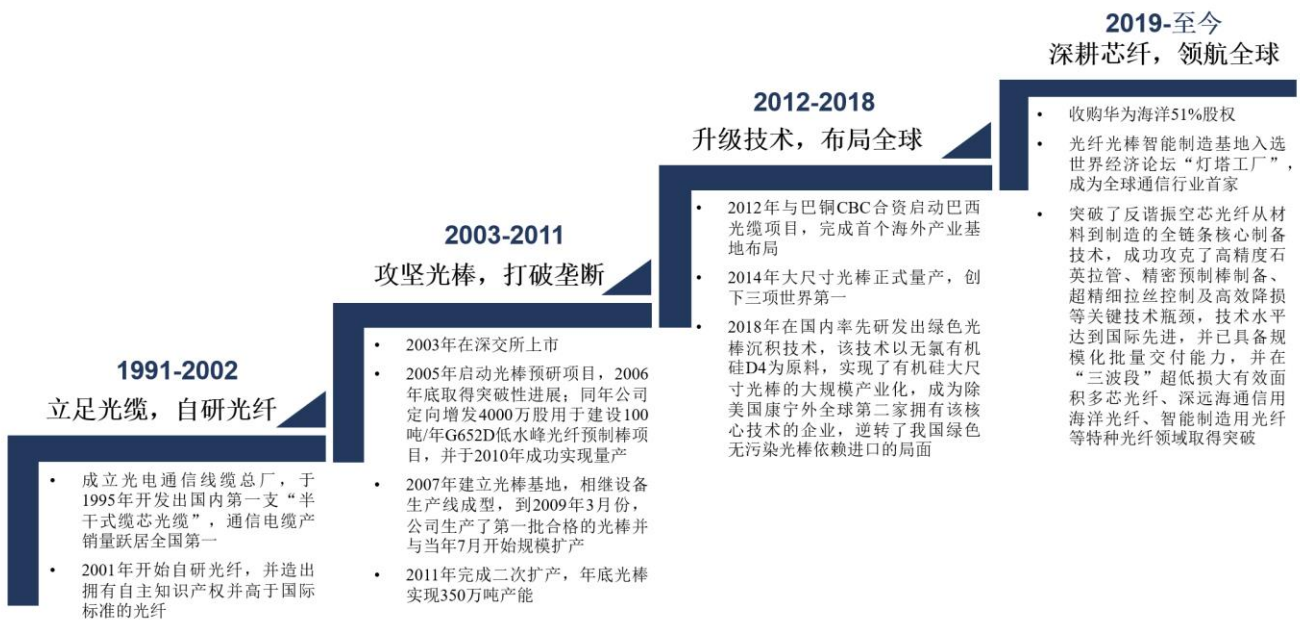 1991-2002
立足光缆，自研光纤
• 成立光电通信线缆总厂，于
1995年开发出国内第一支“半
干式缆芯光缆”，通信电缆产
销量跃居全国第一
• 2001年开始自研光纤，并造出
拥有自主知识产权并高于国际
标准的光纤
2003-2011
攻坚光棒，打破垄断
• 2003年在深交所上市
• 2005年启动光棒预研项目，2006
年底取得突破性进展；同年公司
定向增发4000万股用于建设100
吨/年G652D低水峰光纤预制棒项
目，并于2010年成功实现量产
• 2007年建立光棒基地，相继设备
生产线成型，到2009年3月份，
公司生产了第一批合格的光棒并
与当年7月开始规模扩产
• 2011年完成二次扩产，年底光棒
实现350万吨产能
2012-2018
升级技术，布局全球
• 2012年与巴铜CBC合资启动巴西
光缆项目，完成首个海外产业基
地布局
• 2014年大尺寸光棒正式量产，创
下三项世界第一
• 2018年在国内率先研发出绿色光
棒沉积技术，该技术以无氯有机
硅D4为原料，实现了有机硅大尺
寸光棒的大规模产业化，成为除
美国康宁外全球第二家拥有该核
心技术的企业，逆转了我国绿色
无污染光棒依赖进口的局面
2019-至今
深耕芯纤，领航全球
• 收购华为海洋51%股权
• 光纤光棒智能制造基地入选
世界经济论坛“灯塔工厂”，
成为全球通信行业首家
• 突破了反谐振空芯光纤从材
料到制造的全链条核心制备
技术，成功攻克了高精度石
英拉管、精密预制棒制备、
超精细拉丝控制及高效降损
等关键技术瓶颈，技术水平
达到国际先进，并已具备规
模化批量交付能力，并在
“三波段”超低损大有效面
积多芯光纤、深远海通信用
海洋光纤、智能制造用光纤
等特种光纤领域取得突破